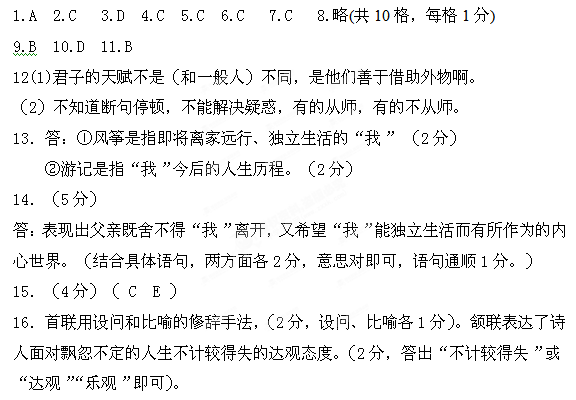 1.A 2.C 3.D 4.C 5.C 6.C 7.C 8.略(共10格，每格1分)
9.B 10.D 11.B
12(1)君子的天赋不是（和一般人）不同，是他们善于借助外物啊。
（2）不知道断句停顿，不能解决疑惑，有的从师，有的不从师。
13．答：①风筝是指即将离家远行、独立生活的“我 ”（2分）
②游记是指“我 ”今后的人生历程。（2分）
14．（5分）
答：表现出父亲既舍不得“我 ”离开，又希望“我 ”能独立生活而有所作为的内
心世界。（结合具体语句，两方面各2分，意思对即可，语句通顺1分。）
15．（4分）（ C E ）
16．首联用设问和比喻的修辞手法，（2分，设问、比喻各1分）。颔联表达了诗
人面对飘忽不定的人生不计较得失的达观态度。（2分，答出“不计较得失 ”或
“达观 ”“乐观 ”即可）。